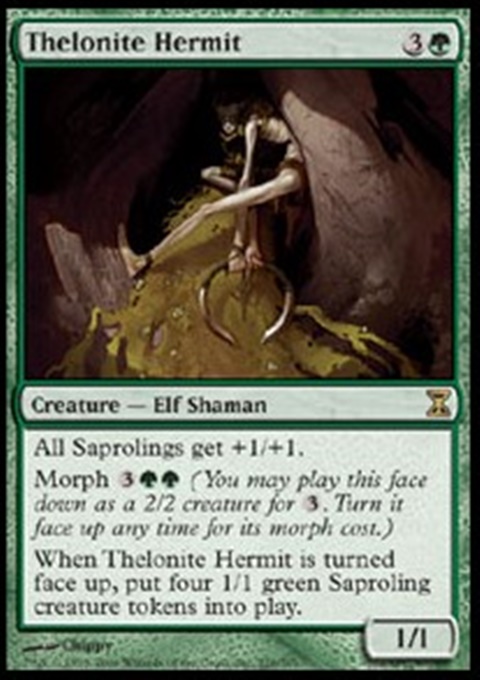 Thelonite Hermit 3
Creature — Elf Shaman
All Saprolings get +1/+1.
Morph 3 (You may play this face
down as a 2/2 creature for 3. Turn it
face up any time for its morph cost.)
When Thelonite Hermit is turned
face up, put four 1/1 green Saproling
creature tokens into play.
Chippy
1/1